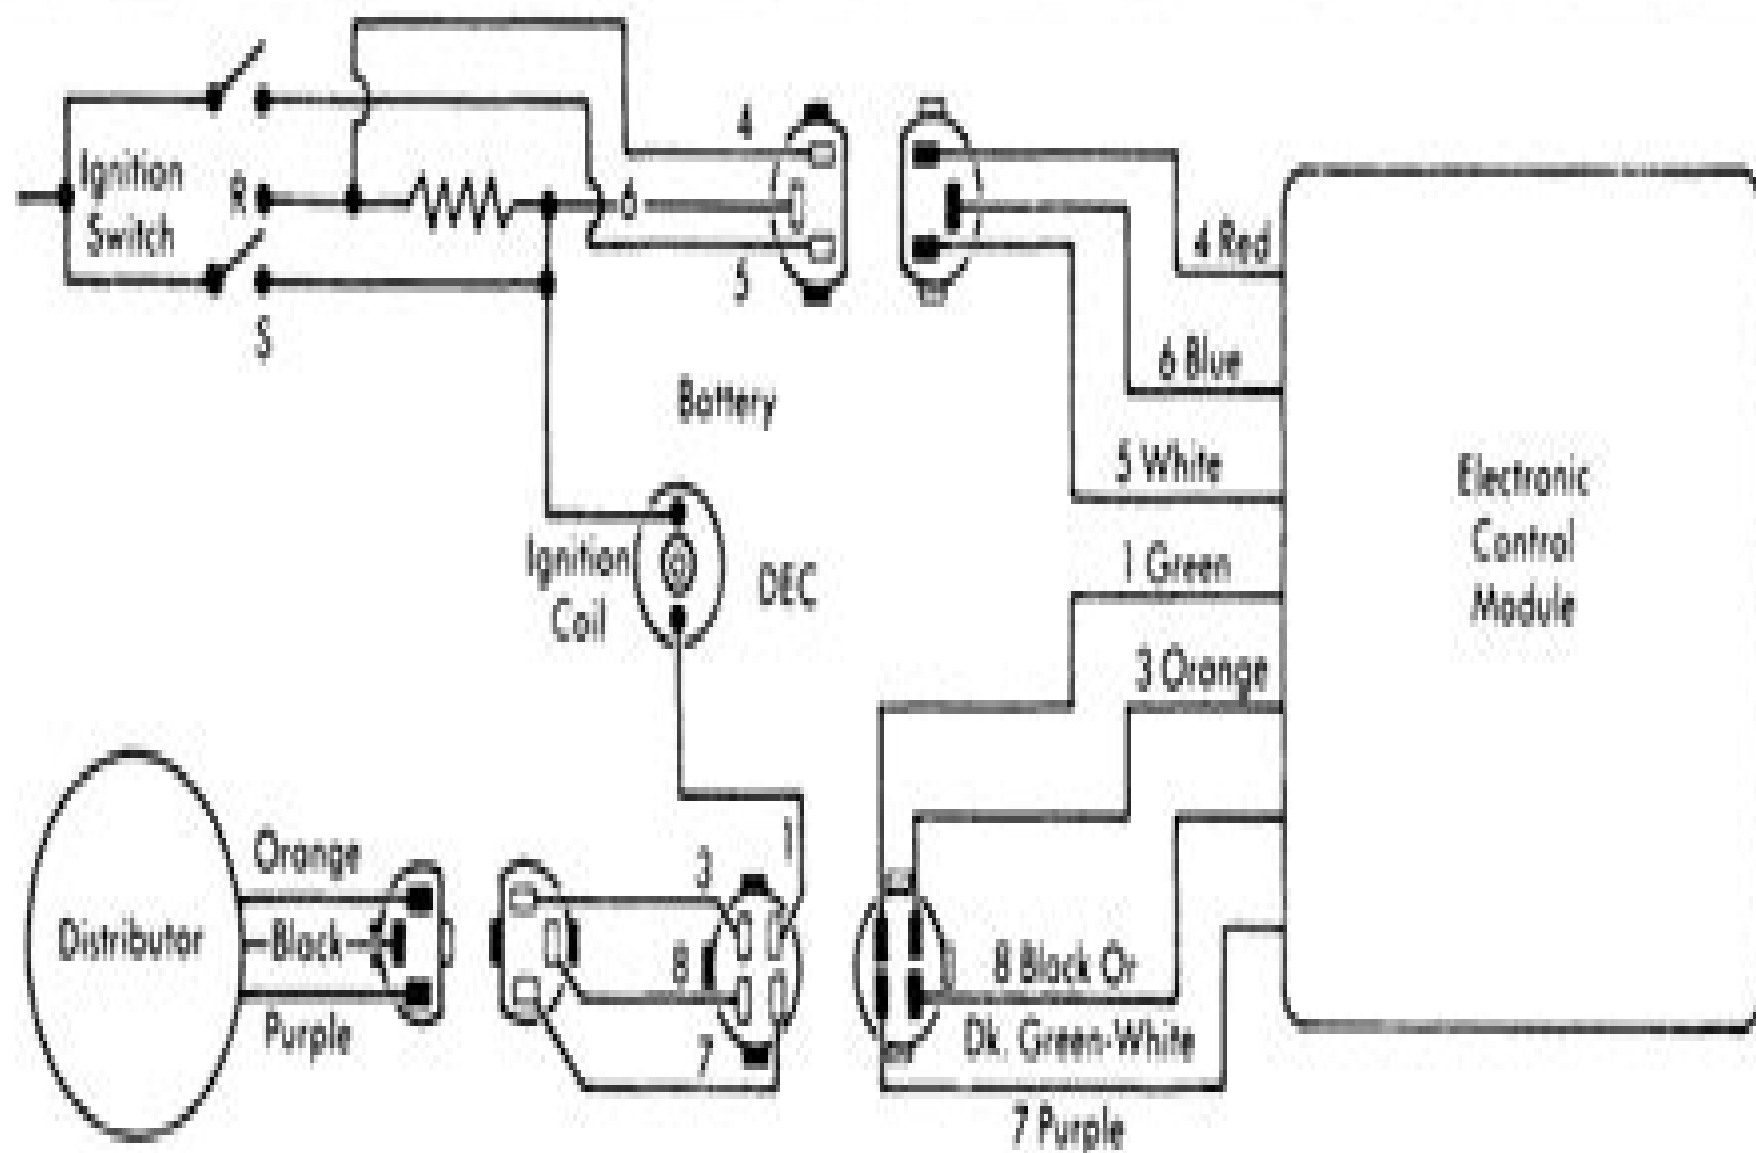 4
Ignition
Switch
R
6
S
5
4 Red
6 Blue
Battery
5 White
Electronic
Control
Module
Ignition
Coil
DEC
1 Green
3 Orange
1
3
Orange
Distributor
Black
8
8 Black Or
Purple
7
Dk. Green-White
7 Purple